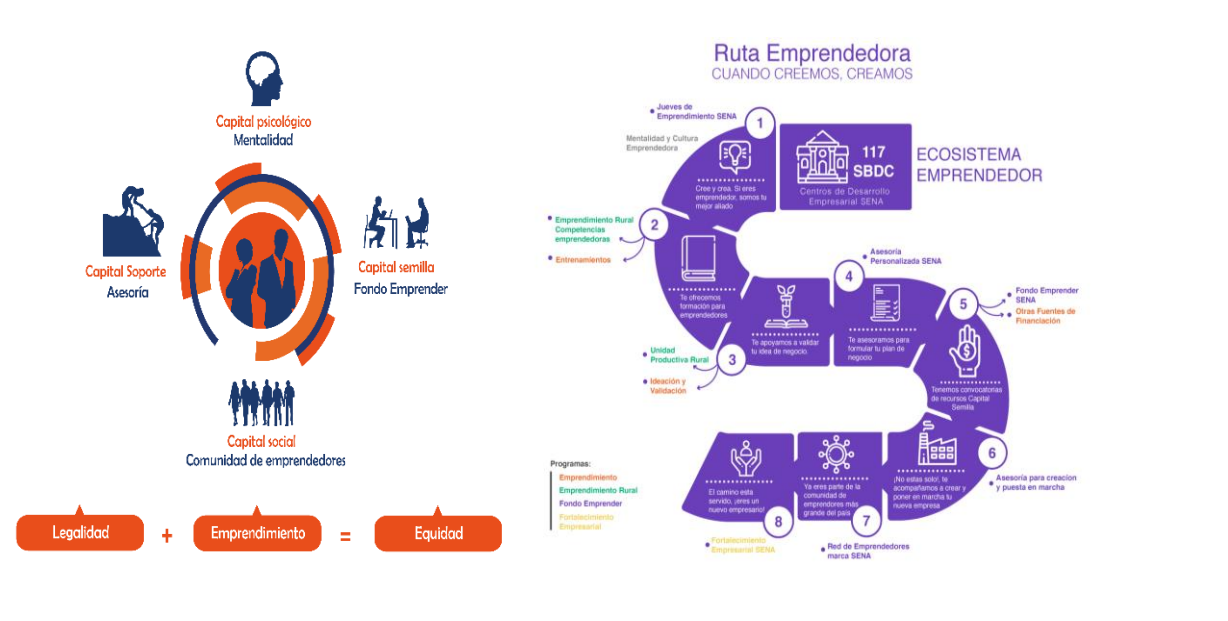 Capital psicológico
Mentalidad
Capital Soporte
Asesoría
Capital semilla
Fondo Emprender
Capital social
Comunidad de emprendedores
Legalidad
+
Emprendimiento
=
Equidad
Ruta Emprendedora
CUANDO CREEMOS, CREAMOS
117
SBDC
Centros de Desarrollo
Empresarial SENA
ECOSISTEMA
EMPRENDEDOR
1
Jueves de
Emprendimiento SENA
Mentalidad y Cultura
Emprendedora
Cree y crea. Si eres
emprendedor, somos tu
mejor aliado
2
Emprendimiento Rural
Competencias
emprendedoras
Entrenamientos
Te ofrecemos
formación para
emprendedores
3
Unidad
Productiva Rural
Ideación y
Validación
Te apoyamos a validar
tu idea de negocio
4
Asesoría
Personalizada SENA
Te asesoramos para
formular tu plan de
negocio
5
Fondo Emprender
SENA
Otras Fuentes de
Financiación
Tenemos convocatorias
de recursos Capital
Semilla
6
Asesoría para creacion
y puesta en marcha
¡No estas solo!, te
acompañamos a crear y
poner en marcha tu
nueva empresa
7
Ya eres parte de la
comunidad de
emprendores más
grande del país
Red de Emprendedores
marca SENA
8
El camino esta
servido, ¡eres un
nuevo empresario!
Fortalecimiento
Empresarial SENA
Programas:
Emprendimiento
Emprendimiento Rural
Fondo Emprender
Fortalecimiento
Empresarial